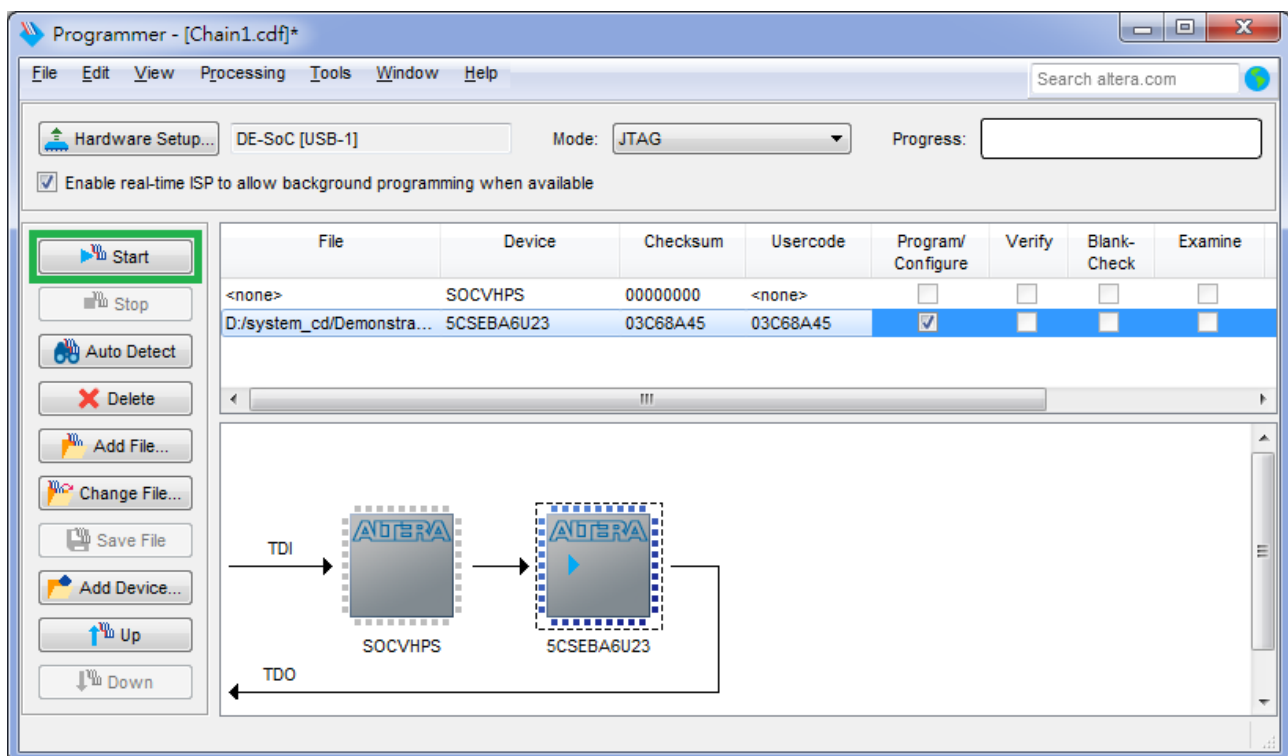 Programmer - [Chain1.cdf]*
File Edit View Processing Tools Window Help
Search altera.com
Hardware Setup... DE-SoC [USB-1] Mode: JTAG Progress:
Enable real-time ISP to allow background programming when available
Start
Stop
Auto Detect
Delete
Add File...
Change File...
Save File
Add Device...
Up
Down
File Device Checksum Usercode Program/Configure Verify Blank-Check Examine
<none> SOCVHPS 00000000 <none>
D:/system_cd/Demonstra... 5CSEBA6U23 03C68A45 03C68A45
ALTERA ALTERA
TDI
SOCVHPS 5CSEBA6U23
TDO